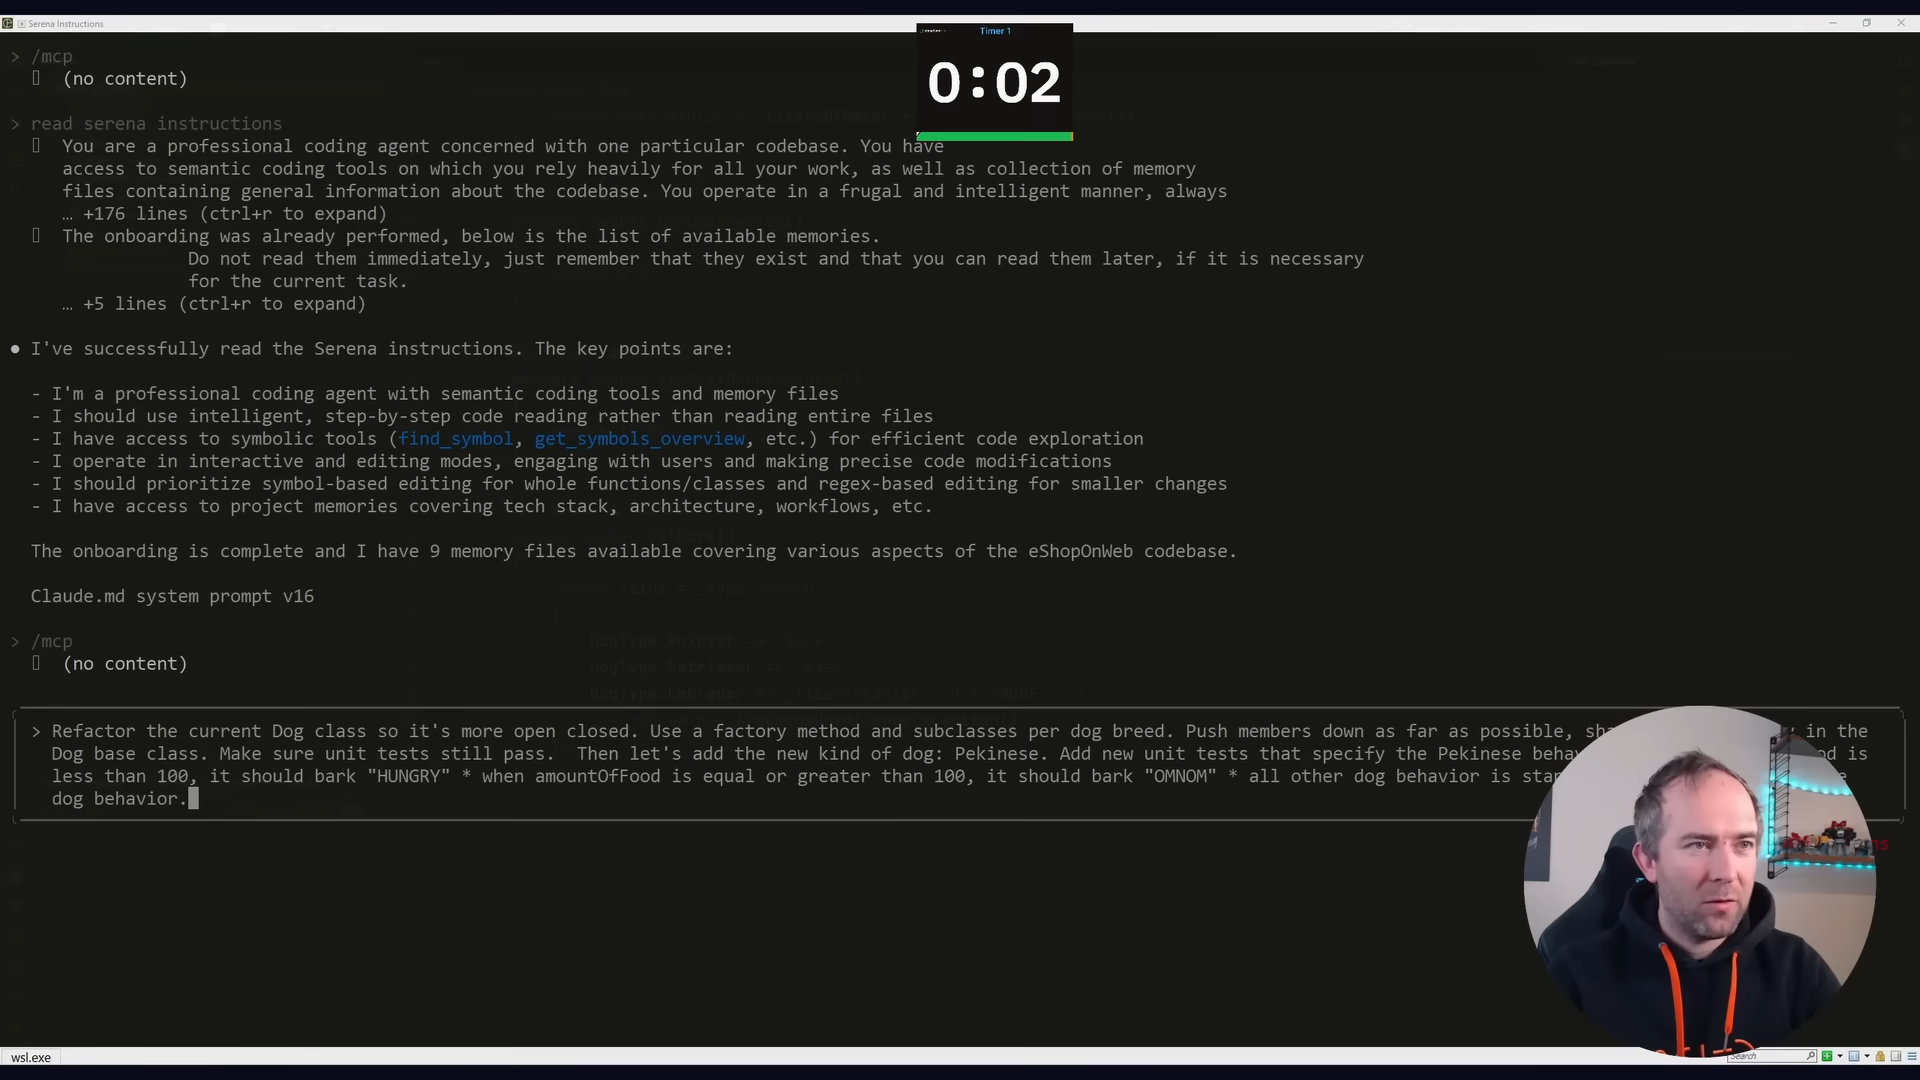 Serena Instructions
Timer 1
0:02
> /mcp
(no content)
> read serena instructions
You are a professional coding agent concerned with one particular codebase. You have
access to semantic coding tools on which you rely heavily for all your work, as well as collection of memory
files containing general information about the codebase. You operate in a frugal and intelligent manner, always
… +176 lines (ctrl+r to expand)
The onboarding was already performed, below is the list of available memories.
Do not read them immediately, just remember that they exist and that you can read them later, if it is necessary
for the current task.
… +5 lines (ctrl+r to expand)
● I've successfully read the Serena instructions. The key points are:
- I'm a professional coding agent with semantic coding tools and memory files
- I should use intelligent, step-by-step code reading rather than reading entire files
- I have access to symbolic tools (find_symbol, get_symbols_overview, etc.) for efficient code exploration
- I operate in interactive and editing modes, engaging with users and making precise code modifications
- I should prioritize symbol-based editing for whole functions/classes and regex-based editing for smaller changes
- I have access to project memories covering tech stack, architecture, workflows, etc.
The onboarding is complete and I have 9 memory files available covering various aspects of the eShopOnWeb codebase.
Claude.md system prompt v16
> /mcp
(no content)
DogType.Pointer =>
DogType.Retriever =>
DogType.Labrador =>
> Refactor the current Dog class so it's more open closed. Use a factory method and subclasses per dog breed. Push members down as far as possible, in the
Dog base class. Make sure unit tests still pass. Then let's add the new kind of dog: Pekinese. Add new unit tests that specify the Pekinese is
less than 100, it should bark "HUNGRY" * when amountOfFood is equal or greater than 100, it should bark "OMNOM" * all other dog behavior is
dog behavior.
wsl.exe
Search